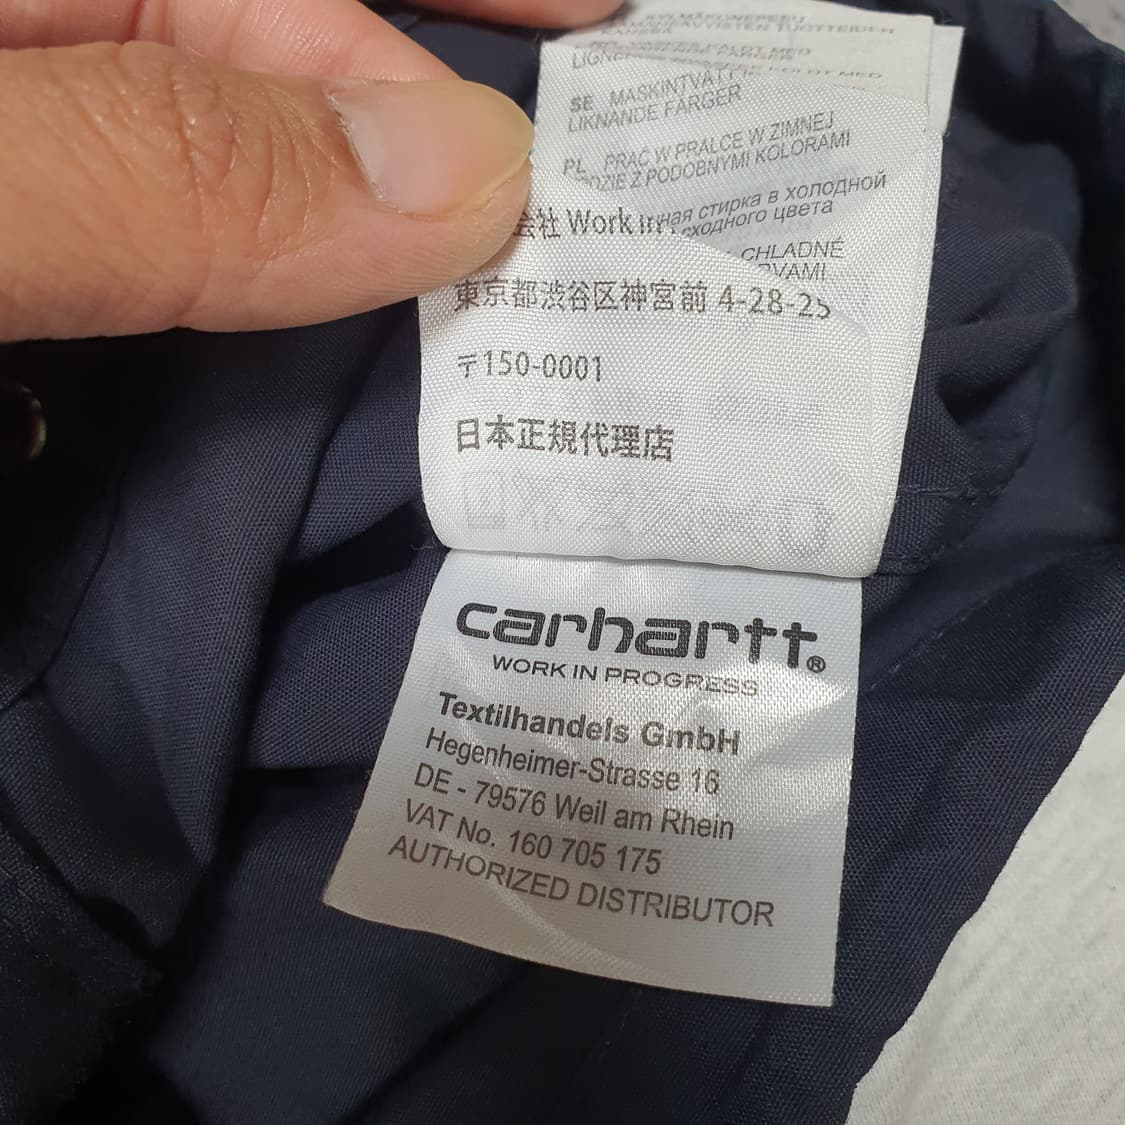 KANSSA
SE MASKINTVÄTT
LIKNANDE FÄRGER
PL PRAĆ W PRALCE W ZIMNEJ
Z PODOBNYMI KOLORAMI
стирка в холодной
цвета
CHLADNÉ
会社 Work in
東京都渋谷区神宮前 4-28-25
〒150-0001
日本正規代理店
carhartt®
WORK IN PROGRESS
Textilhandels GmbH
Hegenheimer-Strasse 16
DE - 79576 Weil am Rhein
VAT No. 160 705 175
AUTHORIZED DISTRIBUTOR